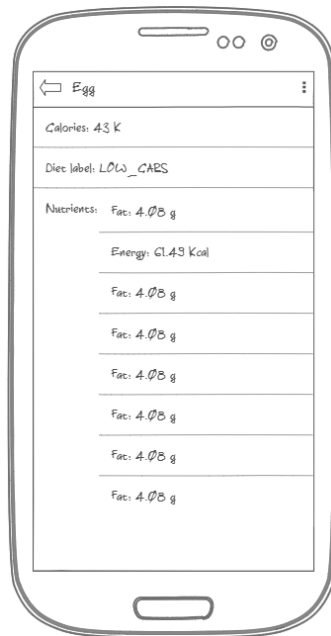 Egg
Calories: 43 K
Diet label: LOW_CABS
Nutrients: Fat: 4.08 g
Energy: 61.49 Kcal
Fat: 4.08 g
Fat: 4.08 g
Fat: 4.08 g
Fat: 4.08 g
Fat: 4.08 g
Fat: 4.08 g